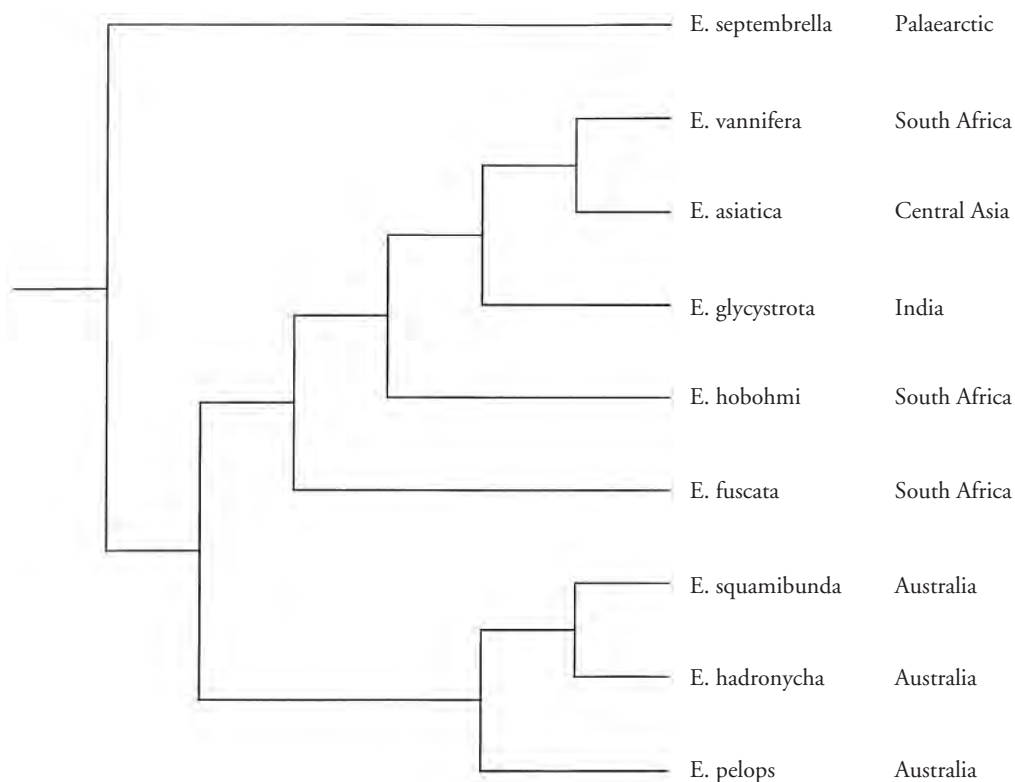 E. septembrella Palaearctic
E. vannifera South Africa
E. asiatica Central Asia
E. glycystrota India
E. hobohmi South Africa
E. fuscata South Africa
E. squamibunda Australia
E. hadronycha Australia
E. pelops Australia